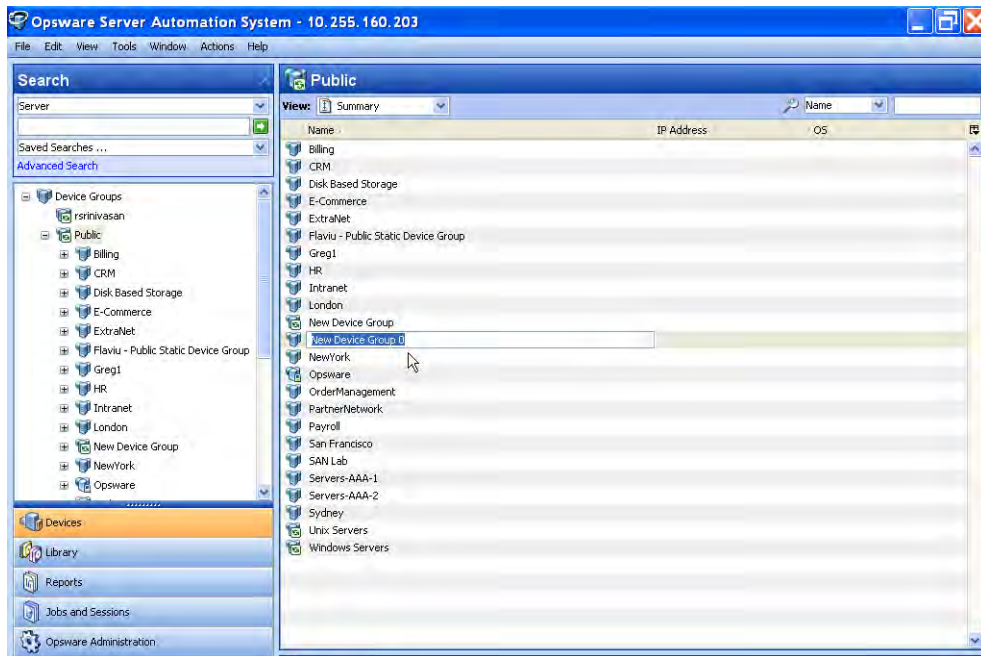 Opsware Server Automation System - 10.255.160.203
File Edit View Tools Window Actions Help
Search
Server
Saved Searches ...
Advanced Search
Device Groups
rsrinivasan
Public
Billing
CRM
Disk Based Storage
E-Commerce
ExtraNet
Flaviu - Public Static Device Group
Greg1
HR
Intranet
London
New Device Group
NewYork
Opsware
Devices
Library
Reports
Jobs and Sessions
Opsware Administration
Public
View: Summary Name
Name IP Address OS
Billing
CRM
Disk Based Storage
E-Commerce
ExtraNet
Flaviu - Public Static Device Group
Greg1
HR
Intranet
London
New Device Group
New Device Group 0
NewYork
Opsware
OrderManagement
PartnerNetwork
Payroll
San Francisco
SAN Lab
Servers-AAA-1
Servers-AAA-2
Sydney
Unix Servers
Windows Servers